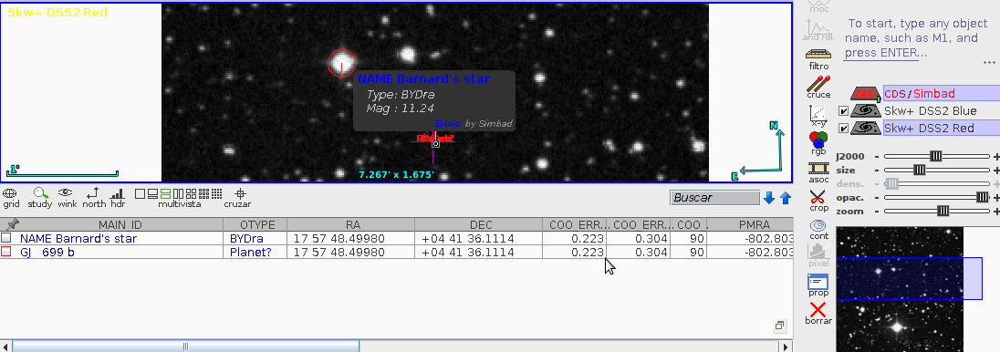 Skw+ DSS2 Red
NAME Barnard's star
Type: BYDra
Mag : 11.24
Biblio by Simbad
N
E
1'
7.267' x 1.675'
grid study wink north hdr multivista cruzar
Buscar
MAIN_ID OTYPE RA DEC COO_ERR... COO_ERR... COO_. PMRA
NAME Barnard's star BYDra 17 57 48.49980 +04 41 36.1114 0.223 0.304 90 -802.803
GJ 699 b Planet? 17 57 48.49980 +04 41 36.1114 0.223 0.304 90 -802.803
moc
and rel.
filtro
cruce
x-y
rgb
asoc
crop
cont
pixel
prop
borrar
To start, type any object
name, such as M1, and
press ENTER...
...
CDS/Simbad
Skw+ DSS2 Blue
Skw+ DSS2 Red
J2000 - +
size - +
dens. - +
opac. - +
zoom - +